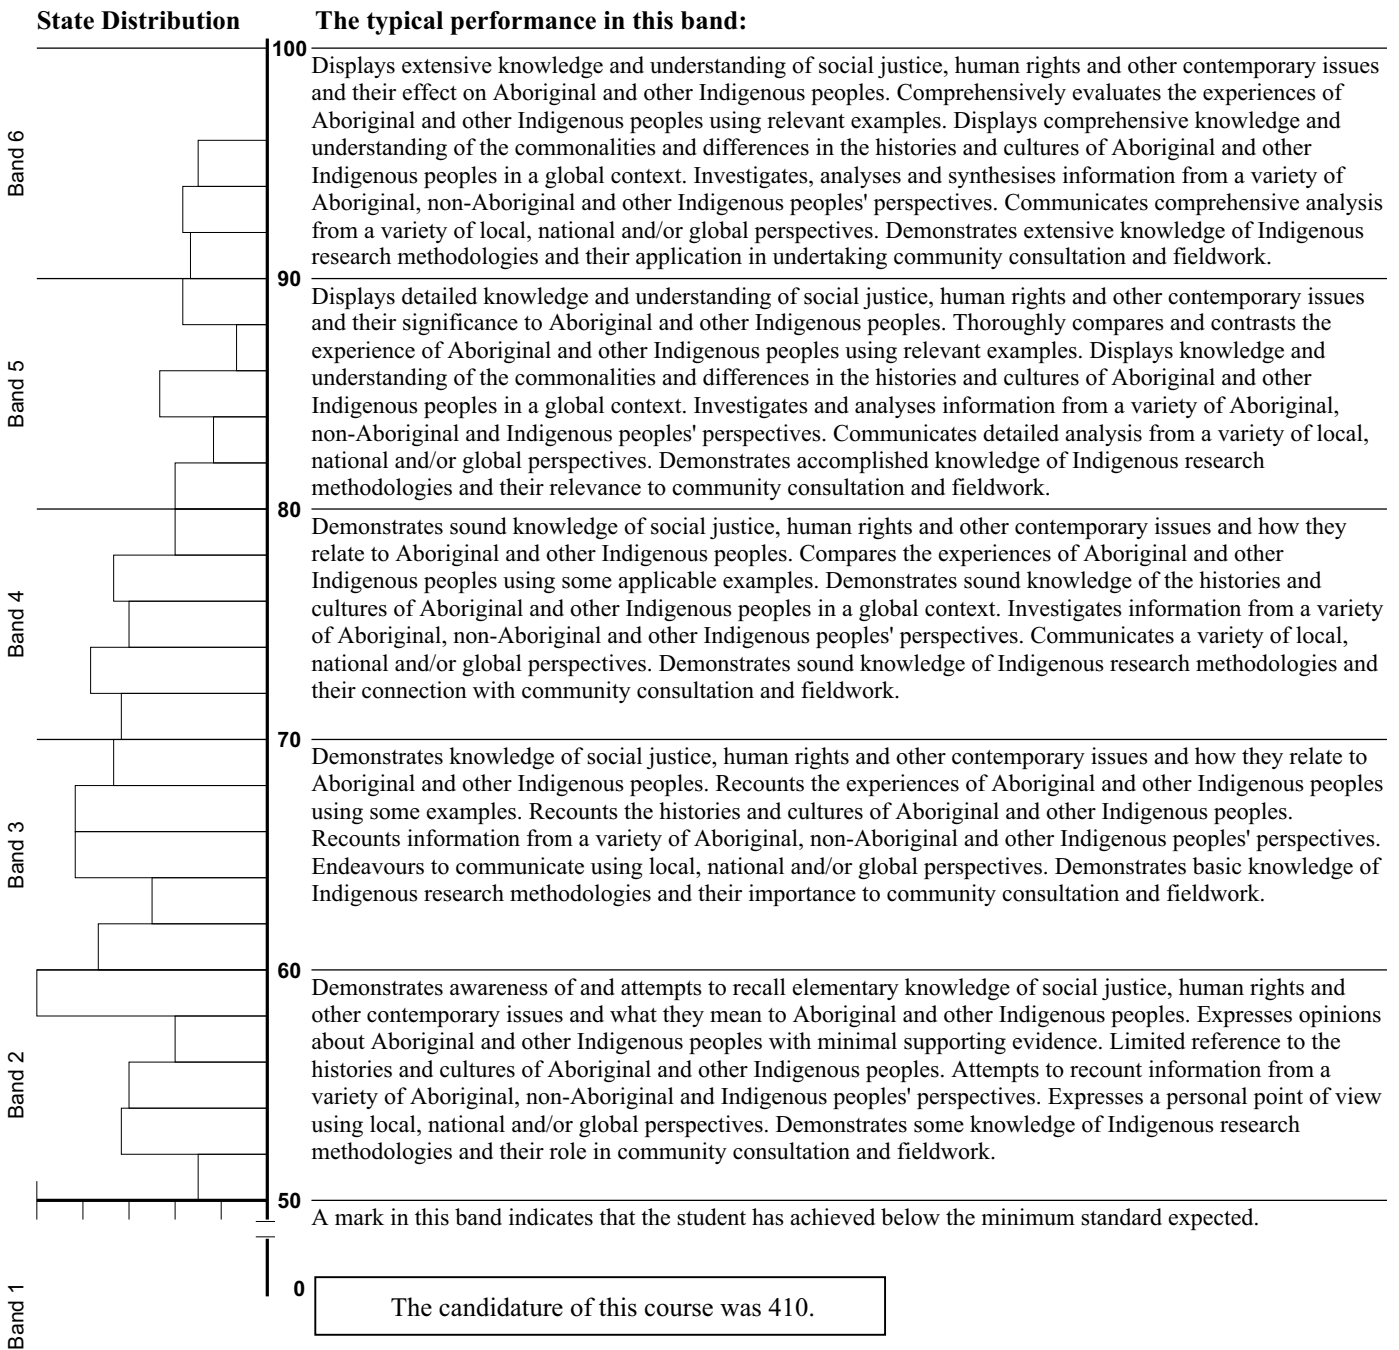 State Distribution
The typical performance in this band:
100
Band 6
Displays extensive knowledge and understanding of social justice, human rights and other contemporary issues
and their effect on Aboriginal and other Indigenous peoples. Comprehensively evaluates the experiences of
Aboriginal and other Indigenous peoples using relevant examples. Displays comprehensive knowledge and
understanding of the commonalities and differences in the histories and cultures of Aboriginal and other
Indigenous peoples in a global context. Investigates, analyses and synthesises information from a variety of
Aboriginal, non-Aboriginal and other Indigenous peoples' perspectives. Communicates comprehensive analysis
from a variety of local, national and/or global perspectives. Demonstrates extensive knowledge of Indigenous
research methodologies and their application in undertaking community consultation and fieldwork.
90
Band 5
Displays detailed knowledge and understanding of social justice, human rights and other contemporary issues
and their significance to Aboriginal and other Indigenous peoples. Thoroughly compares and contrasts the
experience of Aboriginal and other Indigenous peoples using relevant examples. Displays knowledge and
understanding of the commonalities and differences in the histories and cultures of Aboriginal and other
Indigenous peoples in a global context. Investigates and analyses information from a variety of Aboriginal,
non-Aboriginal and Indigenous peoples' perspectives. Communicates detailed analysis from a variety of local,
national and/or global perspectives. Demonstrates accomplished knowledge of Indigenous research
methodologies and their relevance to community consultation and fieldwork.
80
Band 4
Demonstrates sound knowledge of social justice, human rights and other contemporary issues and how they
relate to Aboriginal and other Indigenous peoples. Compares the experiences of Aboriginal and other
Indigenous peoples using some applicable examples. Demonstrates sound knowledge of the histories and
cultures of Aboriginal and other Indigenous peoples in a global context. Investigates information from a variety
of Aboriginal, non-Aboriginal and other Indigenous peoples' perspectives. Communicates a variety of local,
national and/or global perspectives. Demonstrates sound knowledge of Indigenous research methodologies and
their connection with community consultation and fieldwork.
70
Band 3
Demonstrates knowledge of social justice, human rights and other contemporary issues and how they relate to
Aboriginal and other Indigenous peoples. Recounts the experiences of Aboriginal and other Indigenous peoples
using some examples. Recounts the histories and cultures of Aboriginal and other Indigenous peoples.
Recounts information from a variety of Aboriginal, non-Aboriginal and other Indigenous peoples' perspectives.
Endeavours to communicate using local, national and/or global perspectives. Demonstrates basic knowledge of
Indigenous research methodologies and their importance to community consultation and fieldwork.
60
Band 2
Demonstrates awareness of and attempts to recall elementary knowledge of social justice, human rights and
other contemporary issues and what they mean to Aboriginal and other Indigenous peoples. Expresses opinions
about Aboriginal and other Indigenous peoples with minimal supporting evidence. Limited reference to the
histories and cultures of Aboriginal and other Indigenous peoples. Attempts to recount information from a
variety of Aboriginal, non-Aboriginal and Indigenous peoples' perspectives. Expresses a personal point of view
using local, national and/or global perspectives. Demonstrates some knowledge of Indigenous research
methodologies and their role in community consultation and fieldwork.
50
A mark in this band indicates that the student has achieved below the minimum standard expected.
0
Band 1
The candidature of this course was 410.